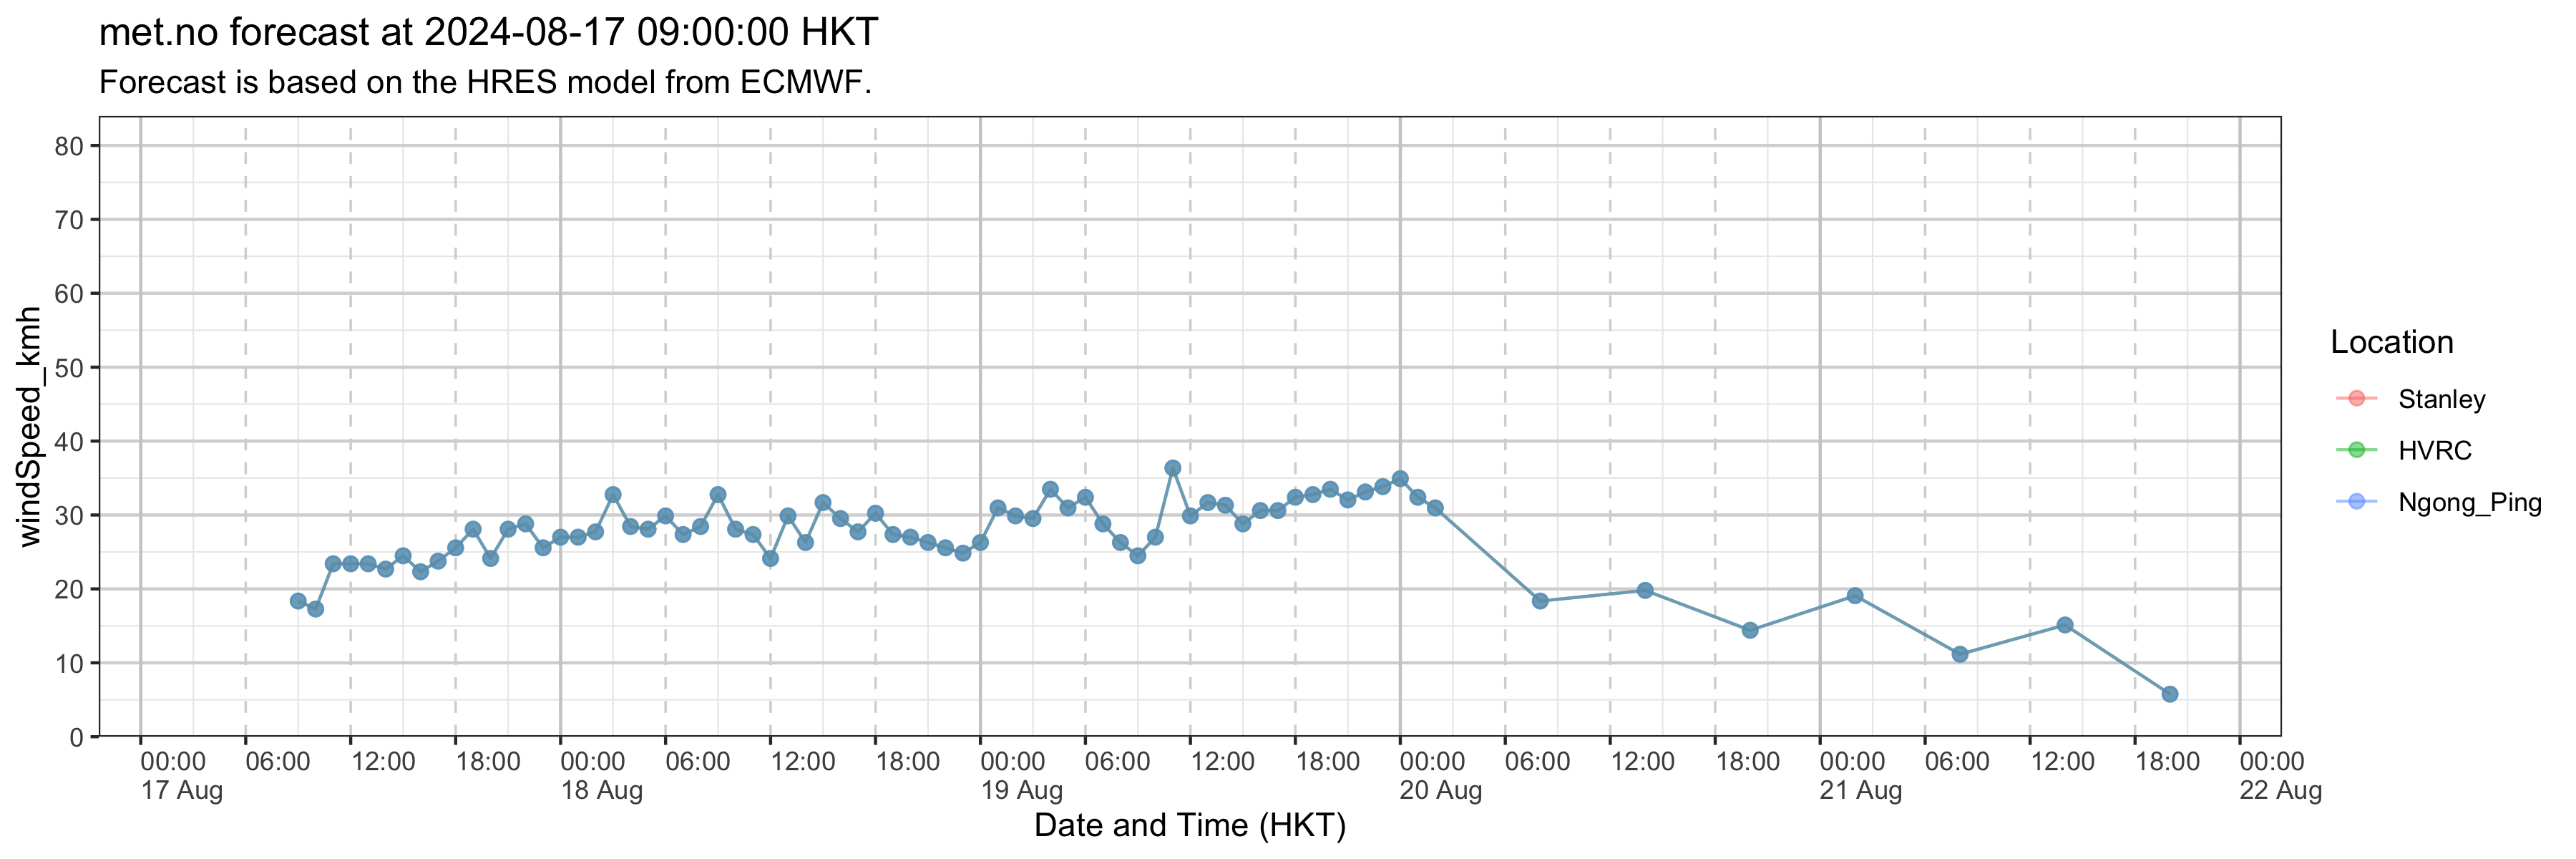 met.no forecast at 2024-08-17 09:00:00 HKT
Forecast is based on the HRES model from ECMWF.
windSpeed_kmh
80
70
60
50
40
30
20
10
0
00:00 06:00 12:00 18:00 00:00 06:00 12:00 18:00 00:00 06:00 12:00 18:00 00:00 06:00 12:00 18:00 00:00 06:00 12:00 18:00 00:00
17 Aug 18 Aug 19 Aug 20 Aug 21 Aug 22 Aug
Date and Time (HKT)
Location
Stanley
HVRC
Ngong_Ping